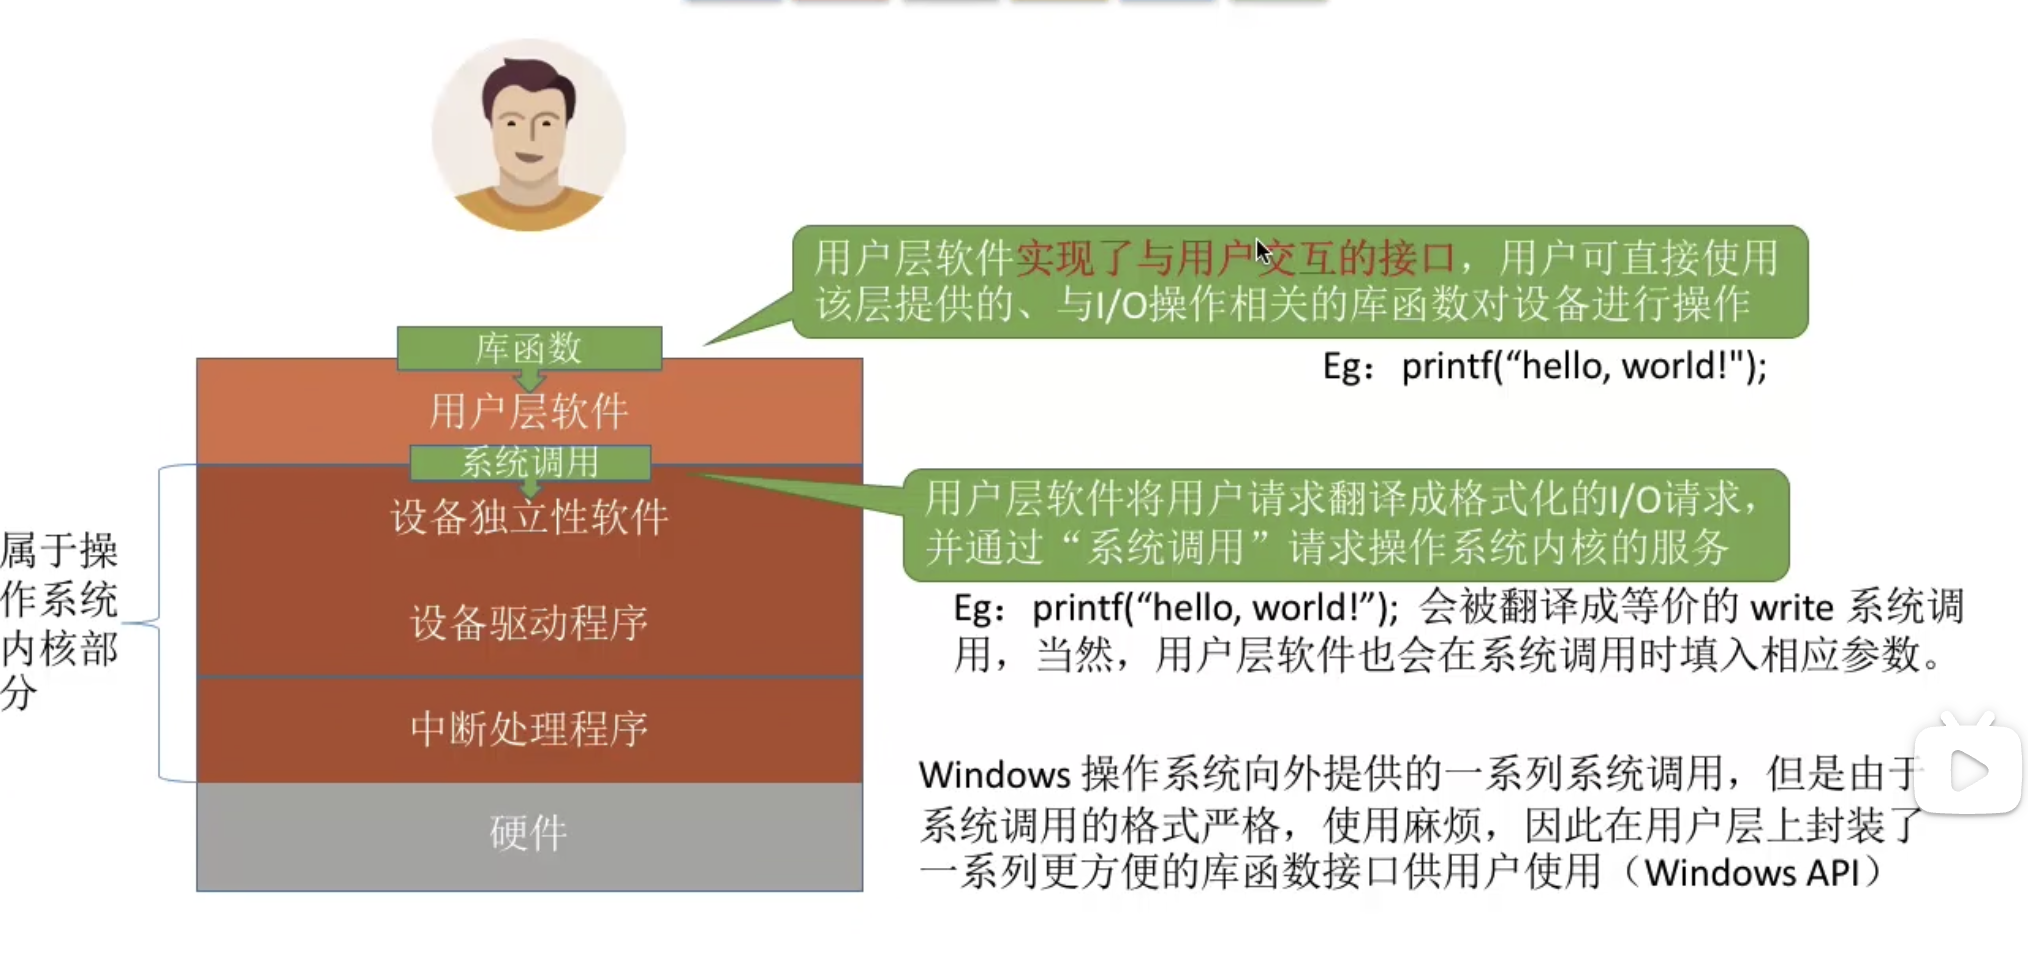 用户层软件实现了与用户交互的接口，用户可直接使用
该层提供的、与I/O操作相关的库函数对设备进行操作
Eg： printf(“hello, world!");
库函数
用户层软件
系统调用
设备独立性软件
设备驱动程序
中断处理程序
硬件
属于操
作系统
内核部
分
用户层软件将用户请求翻译成格式化的I/O请求，
并通过“系统调用”请求操作系统内核的服务
Eg： printf(“hello, world!”); 会被翻译成等价的 write 系统调
用，当然，用户层软件也会在系统调用时填入相应参数。
Windows 操作系统向外提供的一系列系统调用，但是由于
系统调用的格式严格，使用麻烦，因此在用户层上封装了
一系列更方便的库函数接口供用户使用（Windows API）